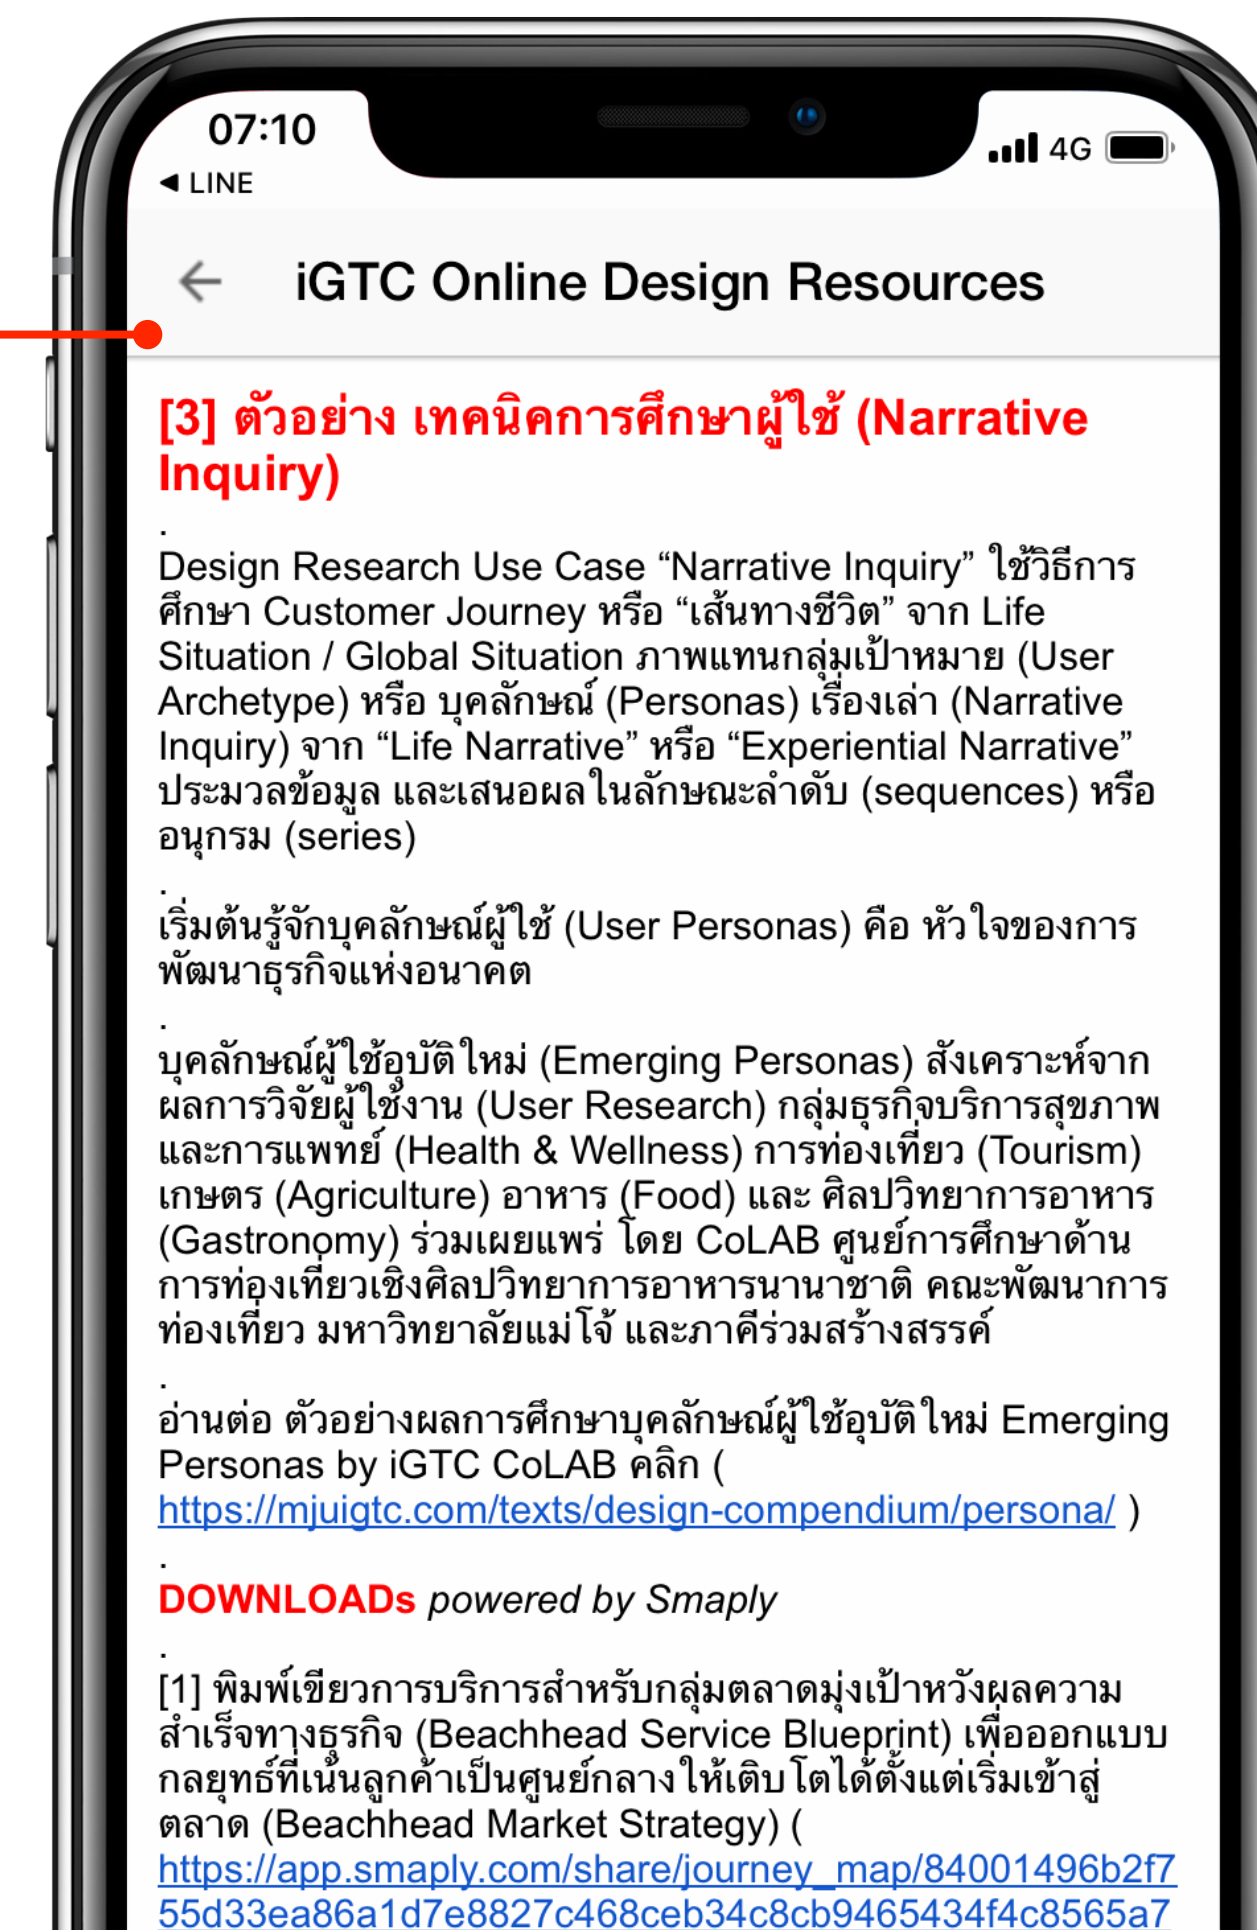 07:10
4G
◀ LINE
← iGTC Online Design Resources
[3] ตัวอย่าง เทคนิคการศึกษาผู้ใช้ (Narrative
Inquiry)
.
Design Research Use Case “Narrative Inquiry” ใช้วิธีการ
ศึกษา Customer Journey หรือ “เส้นทางชีวิต” จาก Life
Situation / Global Situation ภาพแทนกลุ่มเป้าหมาย (User
Archetype) หรือ บุคลักษณ์ (Personas) เรื่องเล่า (Narrative
Inquiry) จาก “Life Narrative” หรือ “Experiential Narrative”
ประมวลข้อมูล และเสนอผลในลักษณะลำดับ (sequences) หรือ
อนุกรม (series)
.
เริ่มต้นรู้จักบุคลักษณ์ผู้ใช้ (User Personas) คือ หัวใจของการ
พัฒนาธุรกิจแห่งอนาคต
.
บุคลักษณ์ผู้ใช้อุบัติใหม่ (Emerging Personas) สังเคราะห์จาก
ผลการวิจัยผู้ใช้งาน (User Research) กลุ่มธุรกิจบริการสุขภาพ
และการแพทย์ (Health & Wellness) การท่องเที่ยว (Tourism)
เกษตร (Agriculture) อาหาร (Food) และ ศิลปวิทยาการอาหาร
(Gastronomy) ร่วมเผยแพร่ โดย CoLAB ศูนย์การศึกษาด้าน
การท่องเที่ยวเชิงศิลปวิทยาการอาหารนานาชาติ คณะพัฒนาการ
ท่องเที่ยว มหาวิทยาลัยแม่โจ้ และภาคีร่วมสร้างสรรค์
.
อ่านต่อ ตัวอย่างผลการศึกษาบุคลักษณ์ผู้ใช้อุบัติใหม่ Emerging
Personas by iGTC CoLAB คลิก (
https://mjuigtc.com/texts/design-compendium/persona/ )
.
DOWNLOADs powered by Smaply
.
[1] พิมพ์เขียวการบริการสำหรับกลุ่มตลาดมุ่งเป้าหวังผลความ
สำเร็จทางธุรกิจ (Beachhead Service Blueprint) เพื่อออกแบบ
กลยุทธ์ที่เน้นลูกค้าเป็นศูนย์กลางให้เติบโตได้ตั้งแต่เริ่มเข้าสู่
ตลาด (Beachhead Market Strategy) (
https://app.smaply.com/share/journey_map/84001496b2f7
55d33ea86a1d7e8827c468ceb34c8cb9465434f4c8565a7